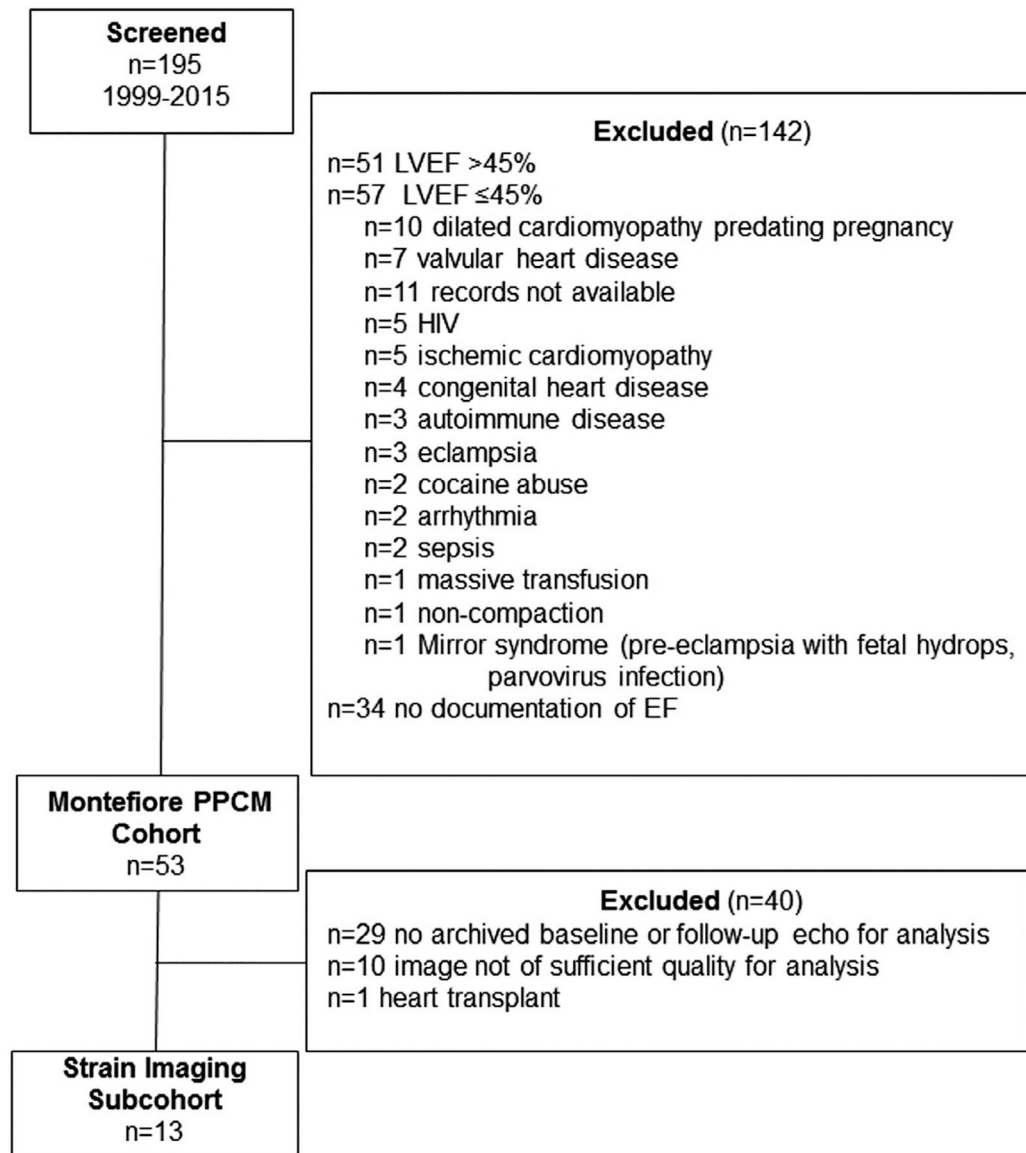 Screened
n=195
1999-2015
Excluded (n=142)
n=51 LVEF >45%
n=57 LVEF ≤45%
n=10 dilated cardiomyopathy predating pregnancy
n=7 valvular heart disease
n=11 records not available
n=5 HIV
n=5 ischemic cardiomyopathy
n=4 congenital heart disease
n=3 autoimmune disease
n=3 eclampsia
n=2 cocaine abuse
n=2 arrhythmia
n=2 sepsis
n=1 massive transfusion
n=1 non-compaction
n=1 Mirror syndrome (pre-eclampsia with fetal hydrops,
parvovirus infection)
n=34 no documentation of EF
Montefiore PPCM
Cohort
n=53
Excluded (n=40)
n=29 no archived baseline or follow-up echo for analysis
n=10 image not of sufficient quality for analysis
n=1 heart transplant
Strain Imaging
Subcohort
n=13